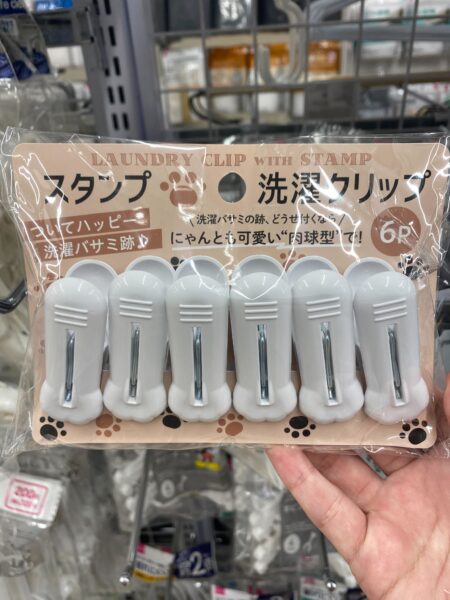 LAUNDRY CLIP WITH STAMP
スタンプ 洗濯クリップ
ついてハッピー♡
洗濯バサミ跡♪
\ 洗濯バサミの跡、どうせ付くなら /
にゃんとも可愛い“肉球型”で!
6P
200